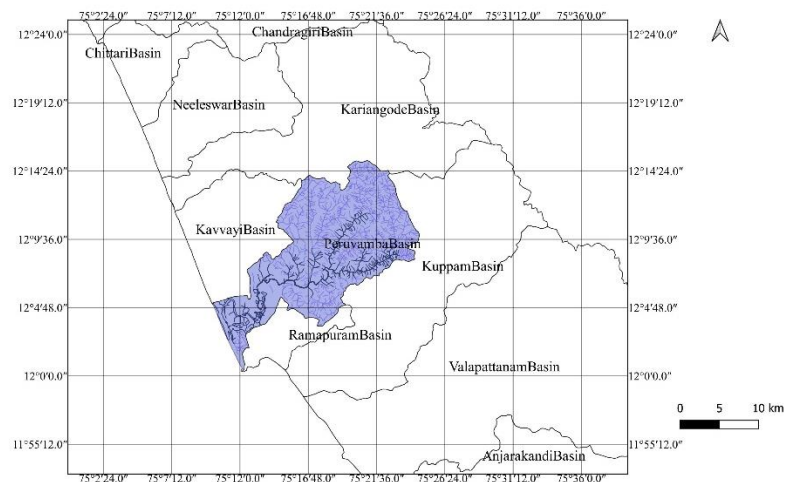 75°2'24.0" 75°7'12.0" 75°12'0.0" 75°16'48.0" 75°21'36.0" 75°26'24.0" 75°31'12.0" 75°36'0.0"
12°24'0.0" 12°24'0.0"
ChandragiriBasin
ChittariBasin
12°19'12.0" 12°19'12.0"
NeeleswarBasin
KariangodeBasin
12°14'24.0" 12°14'24.0"
KavvayiBasin
12°9'36.0" 12°9'36.0"
PeruvambaBasin
KuppamBasin
12°4'48.0" 12°4'48.0"
RamapuramBasin
ValapattanamBasin
12°0'0.0" 12°0'0.0"
0 5 10 km
11°55'12.0" 11°55'12.0"
AnjarakandiBasin
75°2'24.0" 75°7'12.0" 75°12'0.0" 75°16'48.0" 75°21'36.0" 75°26'24.0" 75°31'12.0" 75°36'0.0"